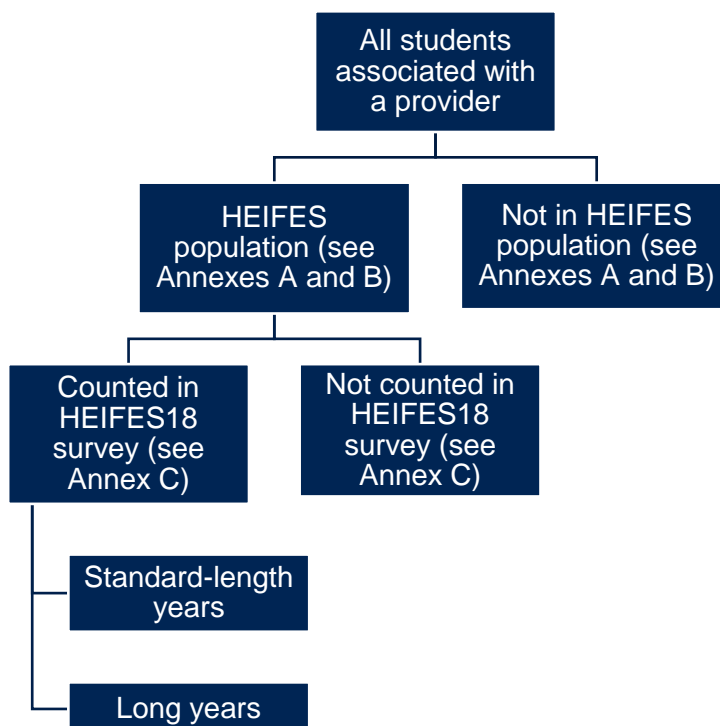 All students
associated with
a provider
HEIFES
population (see
Annexes A and B)
Not in HEIFES
population (see
Annexes A and B)
Counted in
HEIFES18
survey (see
Annex C)
Not counted in
HEIFES18
survey (see
Annex C)
Standard-length
years
Long years